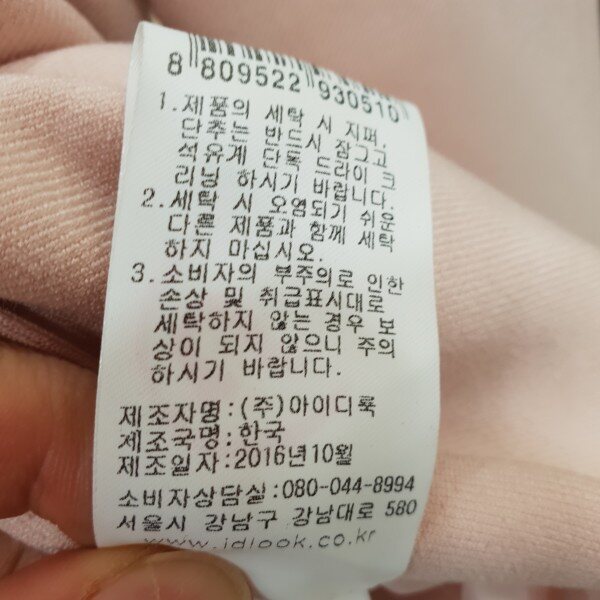 8 809522 930510
1.제품의 세탁 시 지퍼,
단추는 반드시 잠그고
석유계 단독 드라이 크
리닝 하시기 바랍니다.
2.세탁 시 오염되기 쉬운
다른 제품과 함께 세탁
하지 마십시오.
3.소비자의 부주의로 인한
손상 및 취급표시대로
세탁하지 않는 경우 보
상이 되지 않으니 주의
하시기 바랍니다.
제조자명:(주)아이디룩
제조국명:한국
제조일자:2016년10월
소비자상담실:080-044-8994
서울시 강남구 강남대로 580
www.idlook.co.kr